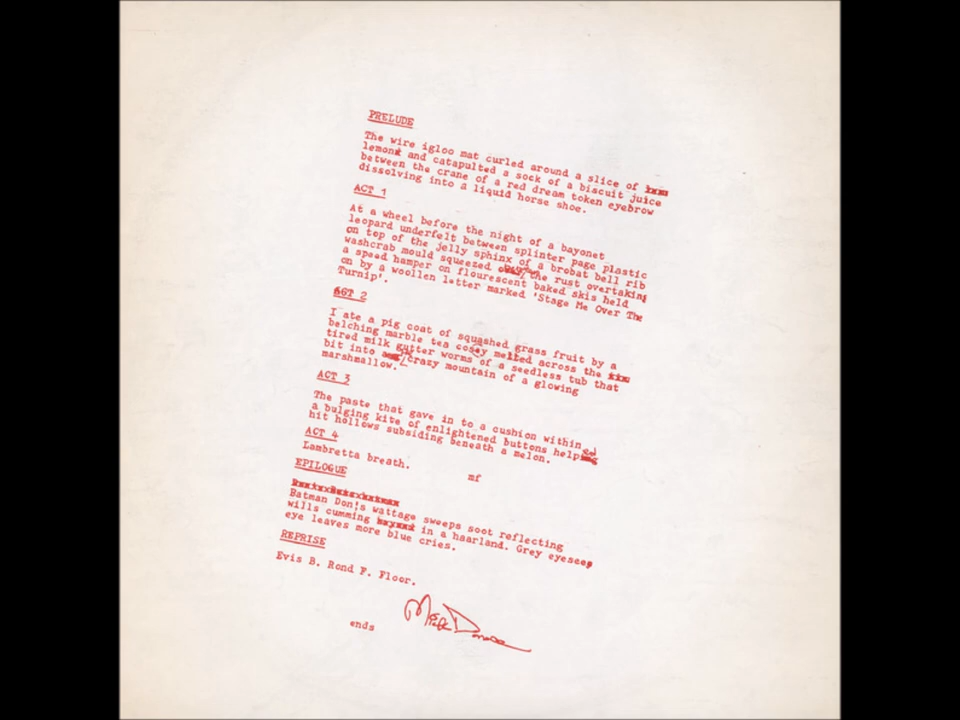 PRELUDE
The wire igloo mat curled around a slice of
lemon and catapulted a sock of a biscuit juice
between the crane of a red dream token eyebrow
dissolving into a liquid horse shoe.
ACT 1
At a wheel before the night of a bayonet
leopard underfelt between splinter page plastic
on top of the jelly sphinx of a brobat bell rib
washcrab mould squeezed the rust overtaking
a speed hamper on flourescent baked skis held
on by a woollen letter marked 'Stage Me Over The
Turnip'.
ACT 2
I ate a pig coat of squashed grass fruit by a
belching marble tea cosey melted across the
tired milk gutter worms of a seedless tub that
bit into crazy mountain of a glowing
marshmallow.
ACT 3
The paste that gave in to a cushion within
a bulging kite of enlightened buttons helped
hit hollows subsiding beneath a melon.
ACT 4
Lambretta breath.
mf
EPILOGUE
Batman Don's wattage sweeps soot reflecting
wills cumming in a haarland. Grey eyesees
eye leaves more blue cries.
REPRISE
Evis B. Rond F. Floor.
ends